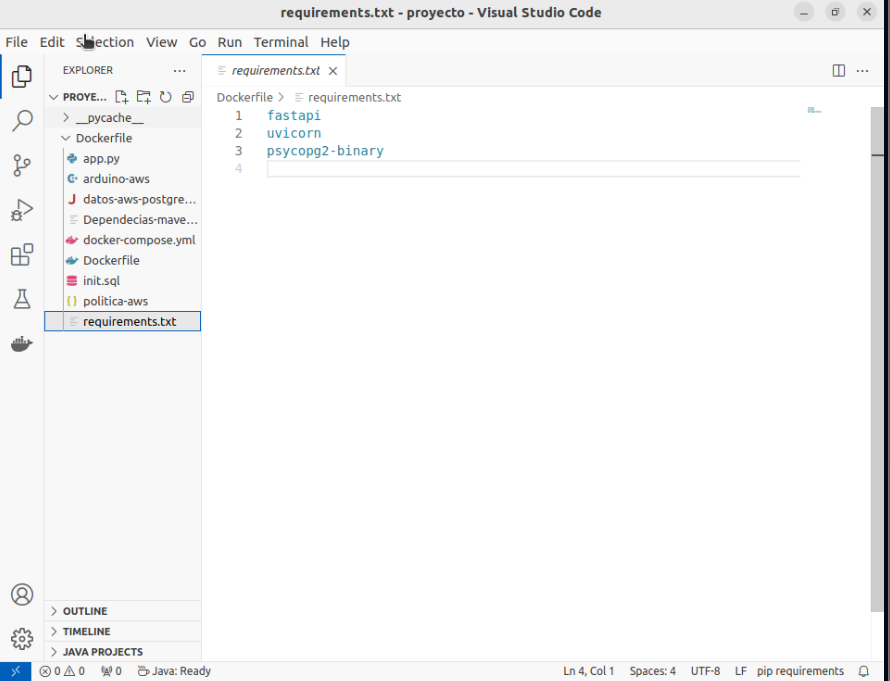 requirements.txt - proyecto - Visual Studio Code
File Edit Selection View Go Run Terminal Help
EXPLORER
requirements.txt
PROYE...
Dockerfile > requirements.txt
__pycache__
Dockerfile
app.py
arduino-aws
datos-aws-postgre...
Dependecias-mave...
docker-compose.yml
Dockerfile
init.sql
politica-aws
requirements.txt
1 fastapi
2 uvicorn
3 psycopg2-binary
4
OUTLINE
TIMELINE
JAVA PROJECTS
0 0 0 Java: Ready Ln 4, Col 1 Spaces: 4 UTF-8 LF pip requirements